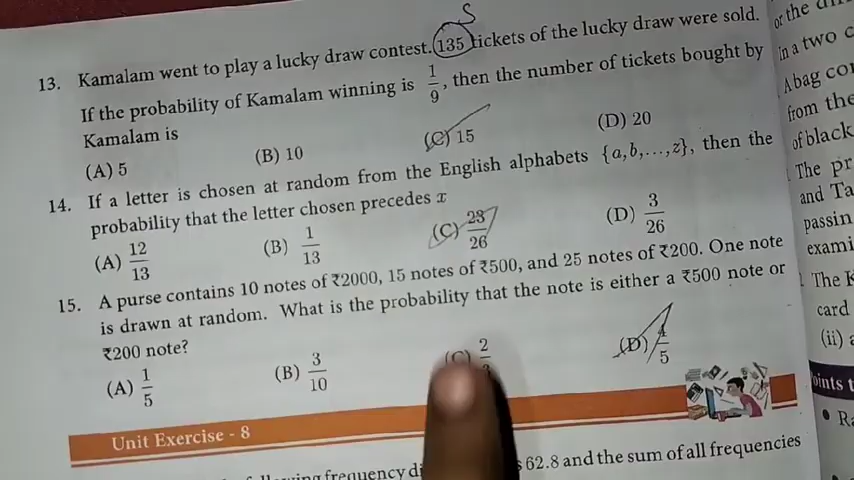 S
13. Kamalam went to play a lucky draw contest. 135 tickets of the lucky draw were sold.
If the probability of Kamalam winning is 1/9, then the number of tickets bought by
Kamalam is
(A) 5 (B) 10 (C) 15 (D) 20
14. If a letter is chosen at random from the English alphabets {a,b,...,z}, then the
probability that the letter chosen precedes x
(A) 12/13 (B) 1/13 (C) 23/26 (D) 3/26
15. A purse contains 10 notes of ₹2000, 15 notes of ₹500, and 25 notes of ₹200. One note
is drawn at random. What is the probability that the note is either a ₹500 note or
₹200 note?
(A) 1/5 (B) 3/10 (C) 2/ (D) 4/5
Unit Exercise - 8
frequency
62.8 and the sum of all frequencies
or the
in a two
A bag
from the
of black
The
and
passin
exami
The
card
(ii)
oints